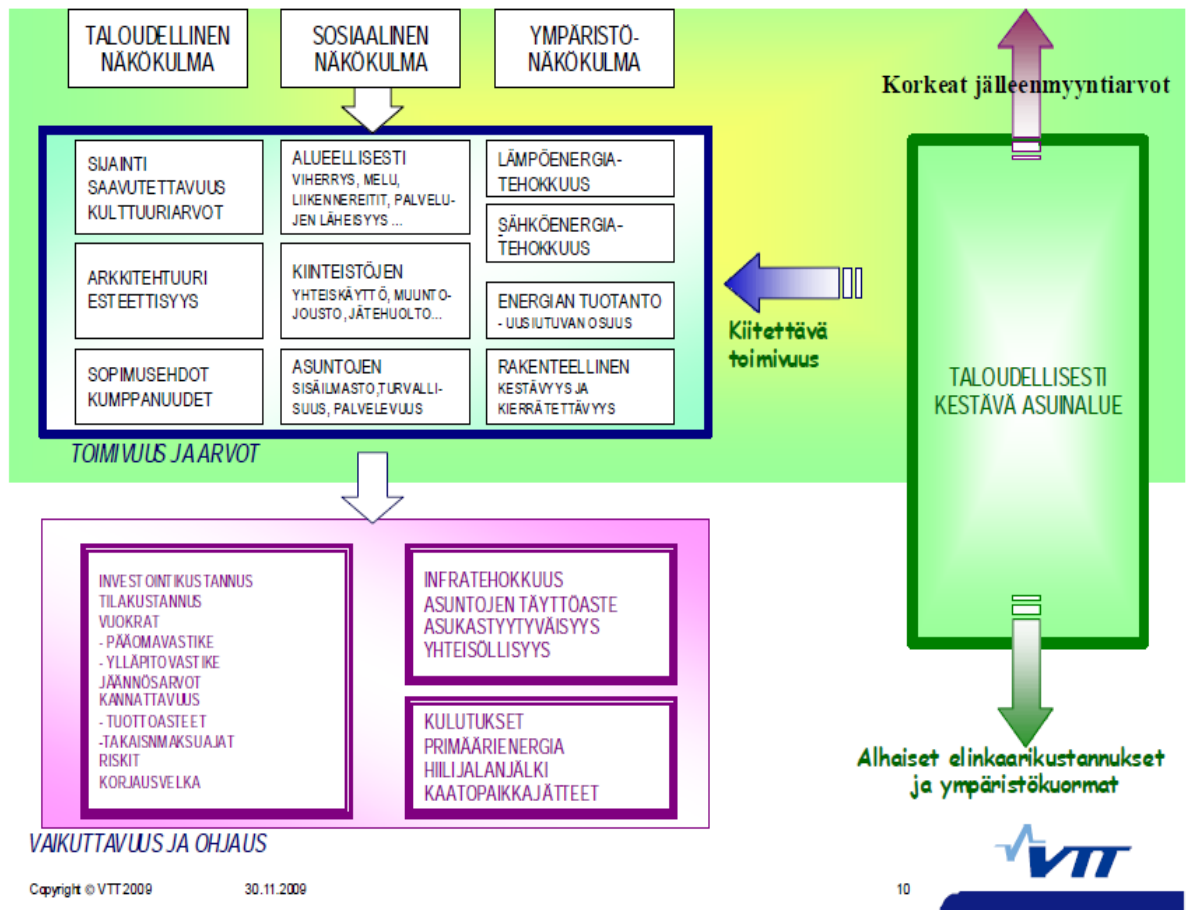 TALOUDELLINEN
NÄKÖKULMA
SOSIAALINEN
NÄKÖKULMA
YMPÄRISTÖ-
NÄKÖKULMA
Korkeat jälleenmyyntiarvot
SIJAINTI
SAAVUTETTAVUUS
KULTTUURIARVOT
ALUEELLISESTI
VIHERRYS, MELU,
LIIKENNEREITIT, PALVELU-
JEN LÄHEISYYS ...
LÄMPÖENERGIA-
TEHOKKUUS
SÄHKÖENERGIA-
TEHOKKUUS
ARKKITEHTUURI
ESTEETTISYYS
KIINTEISTÖJEN
YHTEISKÄYTTÖ, MUUNTO-
JOUSTO, JÄTEHUOLTO...
ENERGIAN TUOTANTO
- UUSIUTUVAN OSUUS
SOPIMUSEHDOT
KUMPPANUUDET
ASUNTOJEN
SISÄILMASTO,TURVALLI-
SUUS, PALVELEVUUS
RAKENTEELLINEN
KESTÄVYYS JA
KIERRÄTETTÄVYYS
TOIMIVUUS JA ARVOT
Kiitettävä
toimivuus
TALOUDELLISESTI
KESTÄVÄ ASUINALUE
INVESTOINTIKUSTANNUS
TILAKUSTANNUS
VUOKRAT
- PÄÄOMAVASTIKE
- YLLÄPITOVASTIKE
JÄÄNNÖSARVOT
KANNATTAVUUS
- TUOTTOASTEET
-TAKAISNMAKSUAJAT
RISKIT
KORJAUSVELKA
INFRATEHOKKUUS
ASUNTOJEN TÄYTTÖASTE
ASUKASTYYTYVÄISYYS
YHTEISÖLLISYYS
KULUTUKSET
PRIMÄÄRIENERGIA
HIILIJALANJÄLKI
KAATOPAIKKAJÄTTEET
Alhaiset elinkaarikustannukset
ja ympäristökuormat
VAIKUTTAVUUS JA OHJAUS
VTT
Copyright © VTT 2009
30.11.2009
10